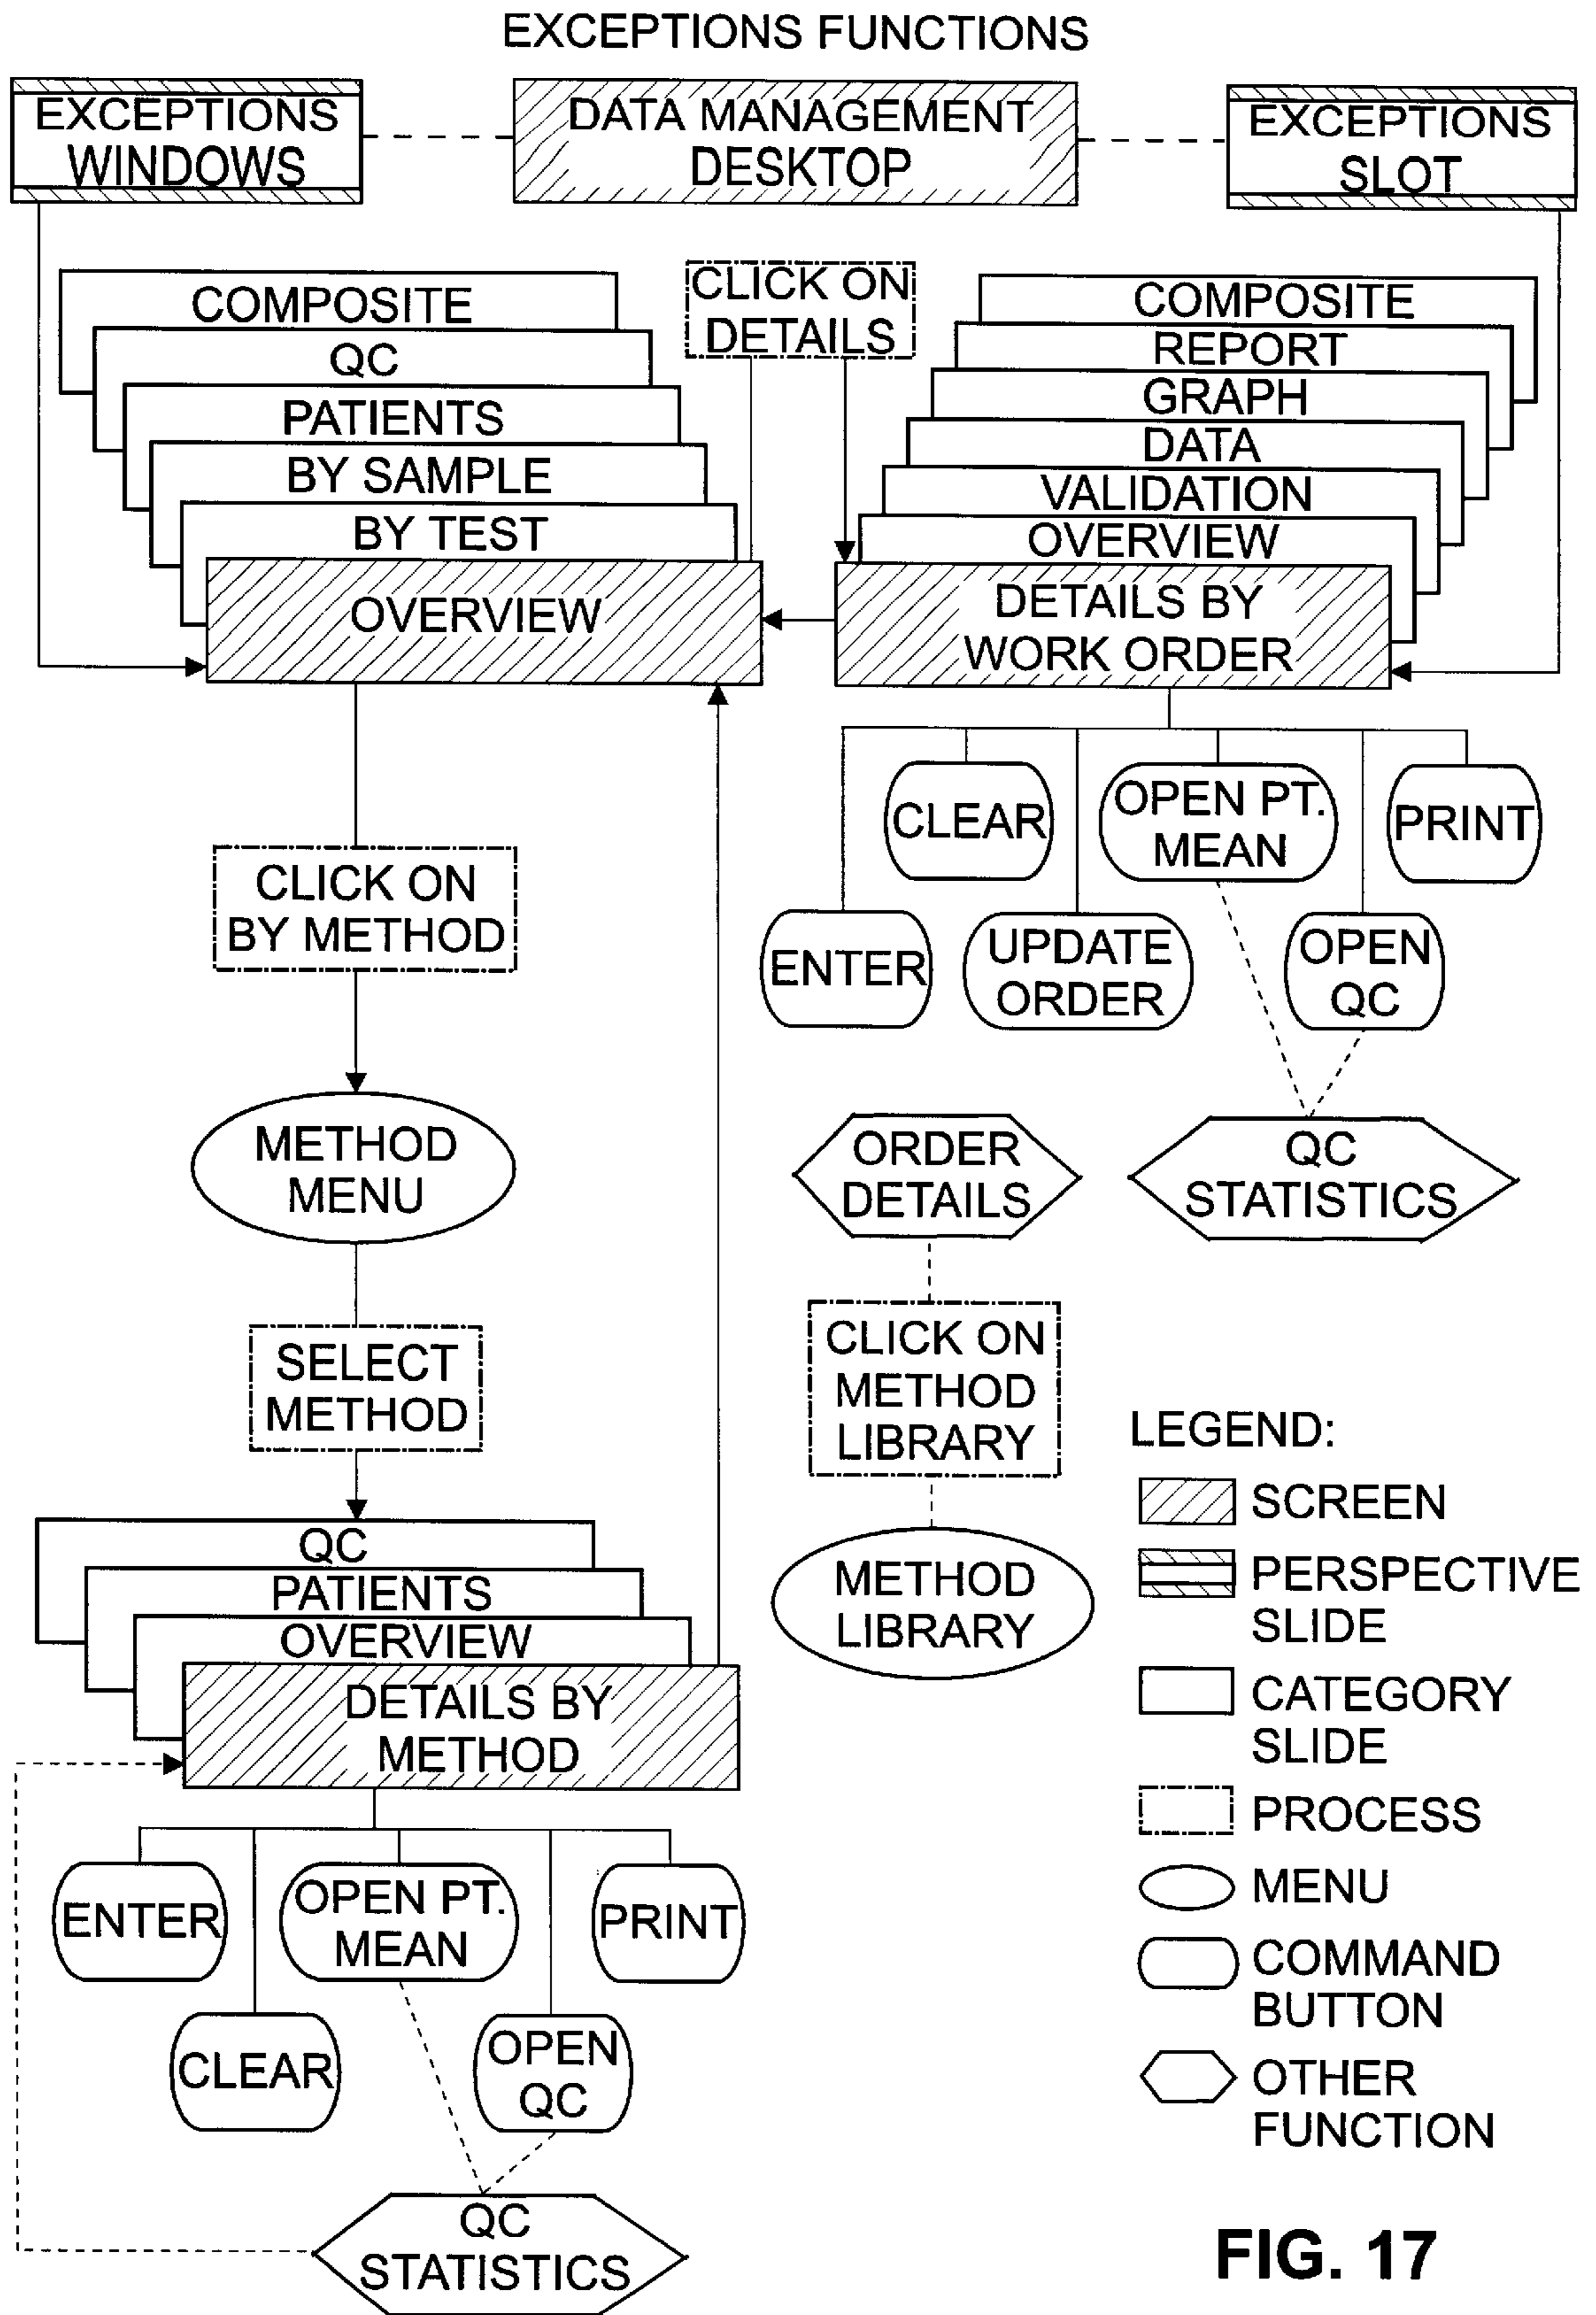 EXCEPTIONS FUNCTIONS
EXCEPTIONS
WINDOWS
DATA MANAGEMENT
DESKTOP
EXCEPTIONS
SLOT
COMPOSITE
QC
PATIENTS
BY SAMPLE
BY TEST
OVERVIEW
CLICK ON
DETAILS
COMPOSITE
REPORT
GRAPH
DATA
VALIDATION
OVERVIEW
DETAILS BY
WORK ORDER
CLEAR
OPEN PT.
MEAN
PRINT
ENTER
UPDATE
ORDER
OPEN
QC
QC
STATISTICS
CLICK ON
BY METHOD
METHOD
MENU
SELECT
METHOD
QC
PATIENTS
OVERVIEW
DETAILS BY
METHOD
ENTER
OPEN PT.
MEAN
PRINT
CLEAR
OPEN
QC
QC
STATISTICS
ORDER
DETAILS
CLICK ON
METHOD
LIBRARY
METHOD
LIBRARY
LEGEND:
SCREEN
PERSPECTIVE
SLIDE
CATEGORY
SLIDE
PROCESS
MENU
COMMAND
BUTTON
OTHER
FUNCTION
FIG. 17